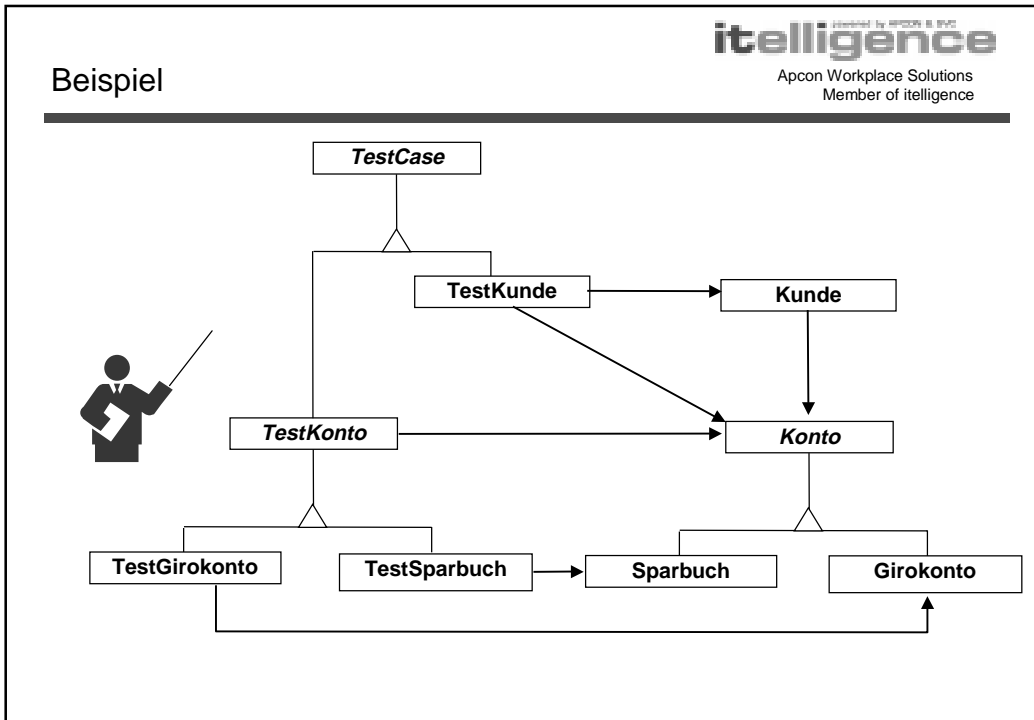 itelligence
Beispiel
Apcon Workplace Solutions
Member of itelligence
TestCase
TestKunde
Kunde
TestKonto
Konto
TestGirokonto
TestSparbuch
Sparbuch
Girokonto